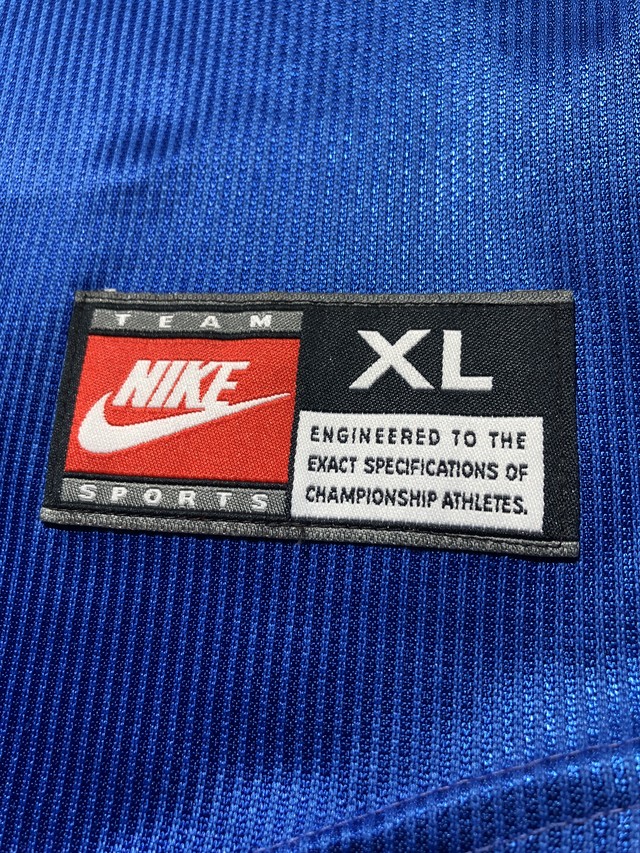 TEAM
NIKE
SPORTS
XL
ENGINEERED TO THE
EXACT SPECIFICATIONS OF
CHAMPIONSHIP ATHLETES.